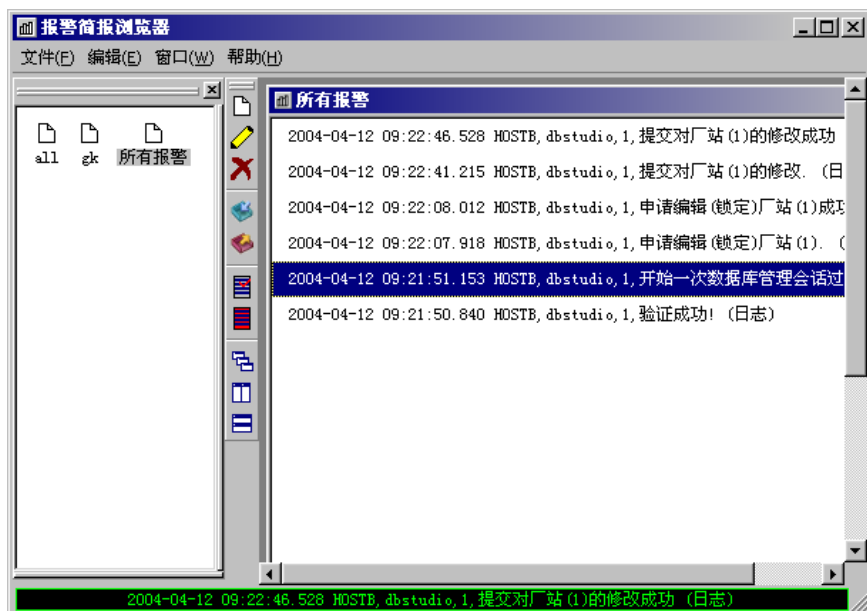 报警简报浏览器
文件(F) 编辑(E) 窗口(W) 帮助(H)
all gk 所有报警
所有报警
2004-04-12 09:22:46.528 HOSTB,dbstudio,1,提交对厂站(1)的修改成功
2004-04-12 09:22:41.215 HOSTB,dbstudio,1,提交对厂站(1)的修改. (日
2004-04-12 09:22:08.012 HOSTB,dbstudio,1,申请编辑(锁定)厂站(1)成功
2004-04-12 09:22:07.918 HOSTB,dbstudio,1,申请编辑(锁定)厂站(1). (
2004-04-12 09:21:51.153 HOSTB,dbstudio,1,开始一次数据库管理会话过
2004-04-12 09:21:50.840 HOSTB,dbstudio,1,验证成功! (日志)
2004-04-12 09:22:46.528 HOSTB,dbstudio,1,提交对厂站(1)的修改成功 (日志)